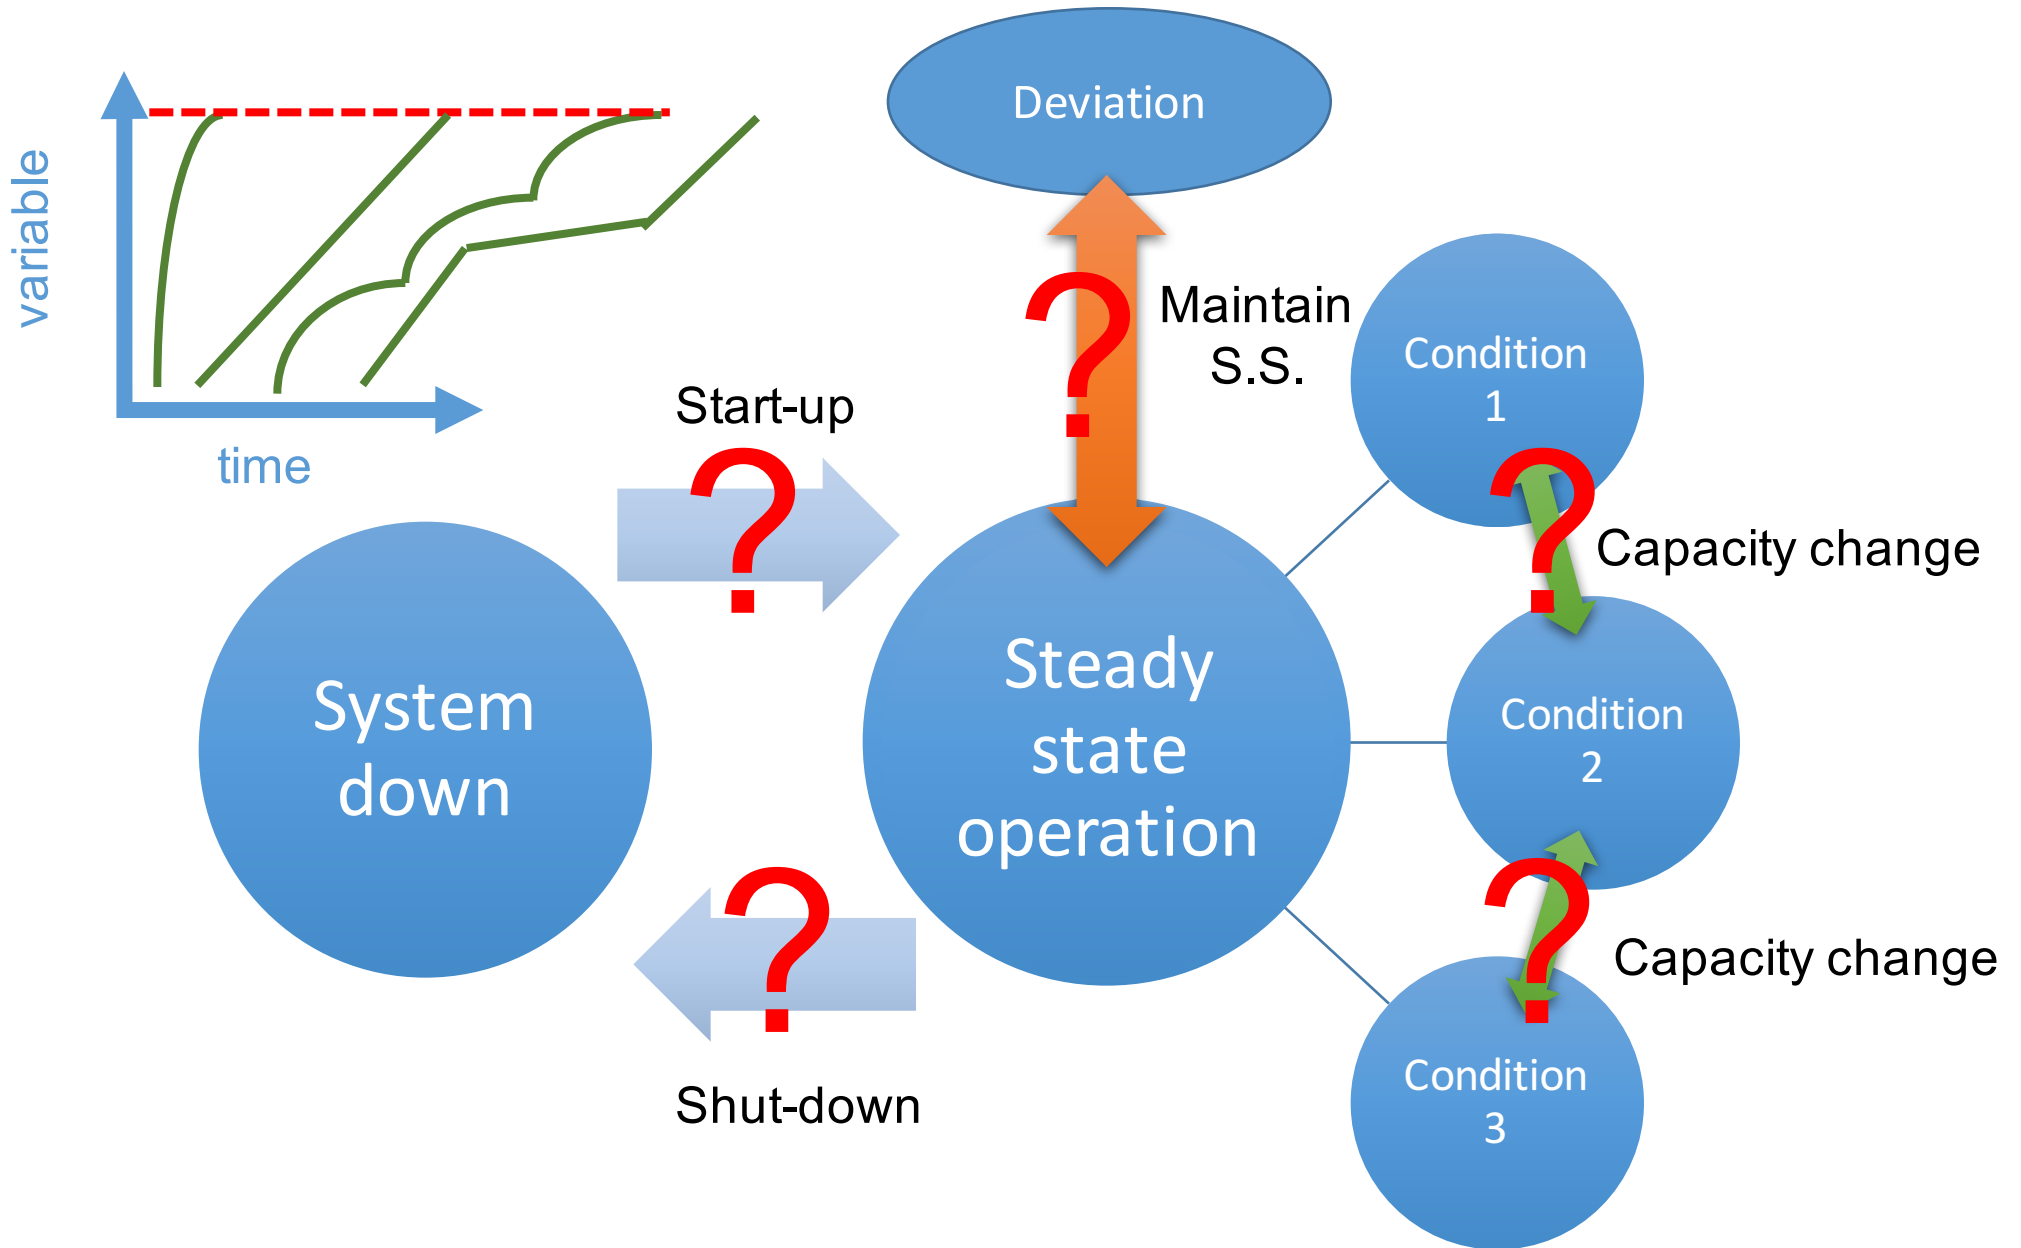 variable
time
Deviation
Maintain
S.S.
Start-up
?
?
System
down
Steady
state
operation
Condition
1
?
Capacity change
Condition
2
?
Capacity change
Condition
3
?
Shut-down